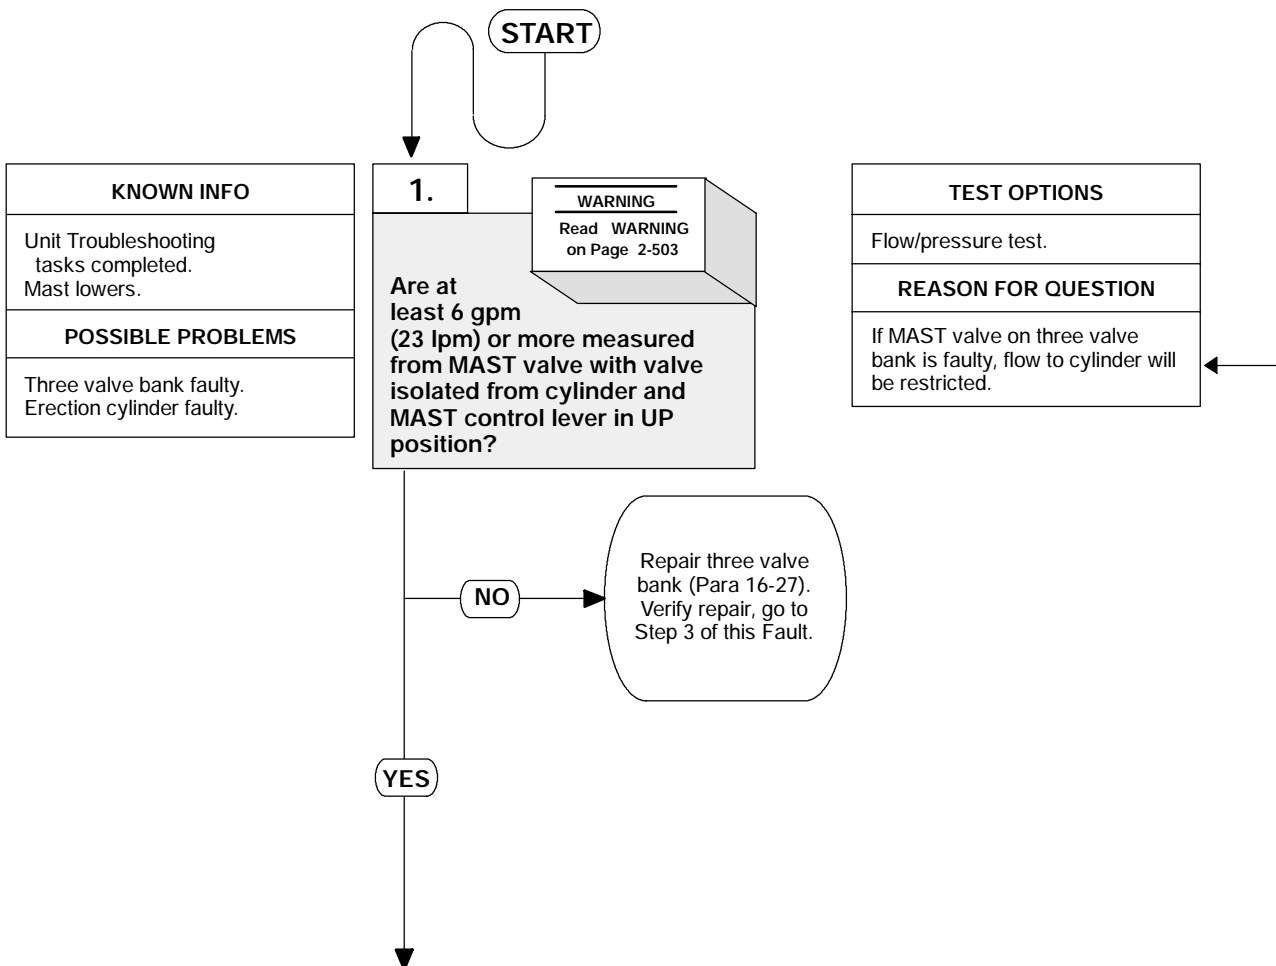 START
KNOWN INFO
Unit Troubleshooting
tasks completed.
Mast lowers.
POSSIBLE PROBLEMS
Three valve bank faulty.
Erection cylinder faulty.
1.
WARNING
Read WARNING
on Page 2-503
Are at
least 6 gpm
(23 lpm) or more measured
from MAST valve with valve
isolated from cylinder and
MAST control lever in UP
position?
TEST OPTIONS
Flow/pressure test.
REASON FOR QUESTION
If MAST valve on three valve
bank is faulty, flow to cylinder will
be restricted.
NO
Repair three valve
bank (Para 16-27).
Verify repair, go to
Step 3 of this Fault.
YES